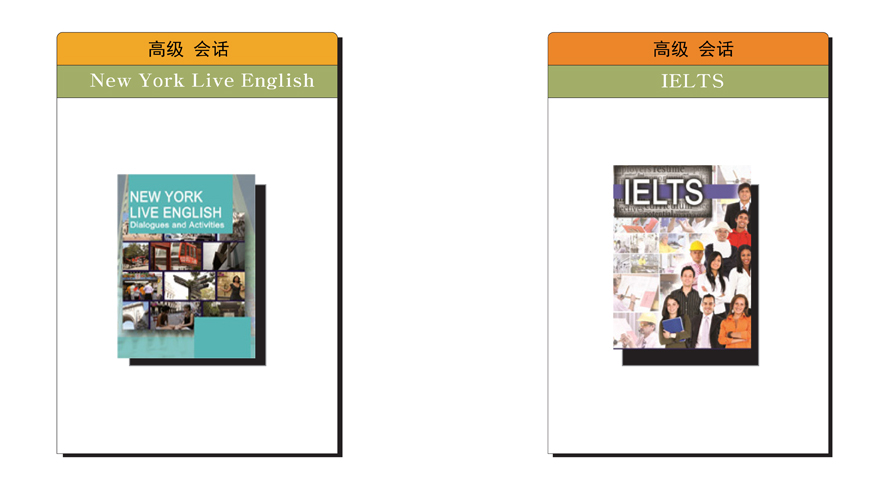 高级 会话
New York Live English
NEW YORK
LIVE ENGLISH
Dialogues and Activities
高级 会话
IELTS
IELTS